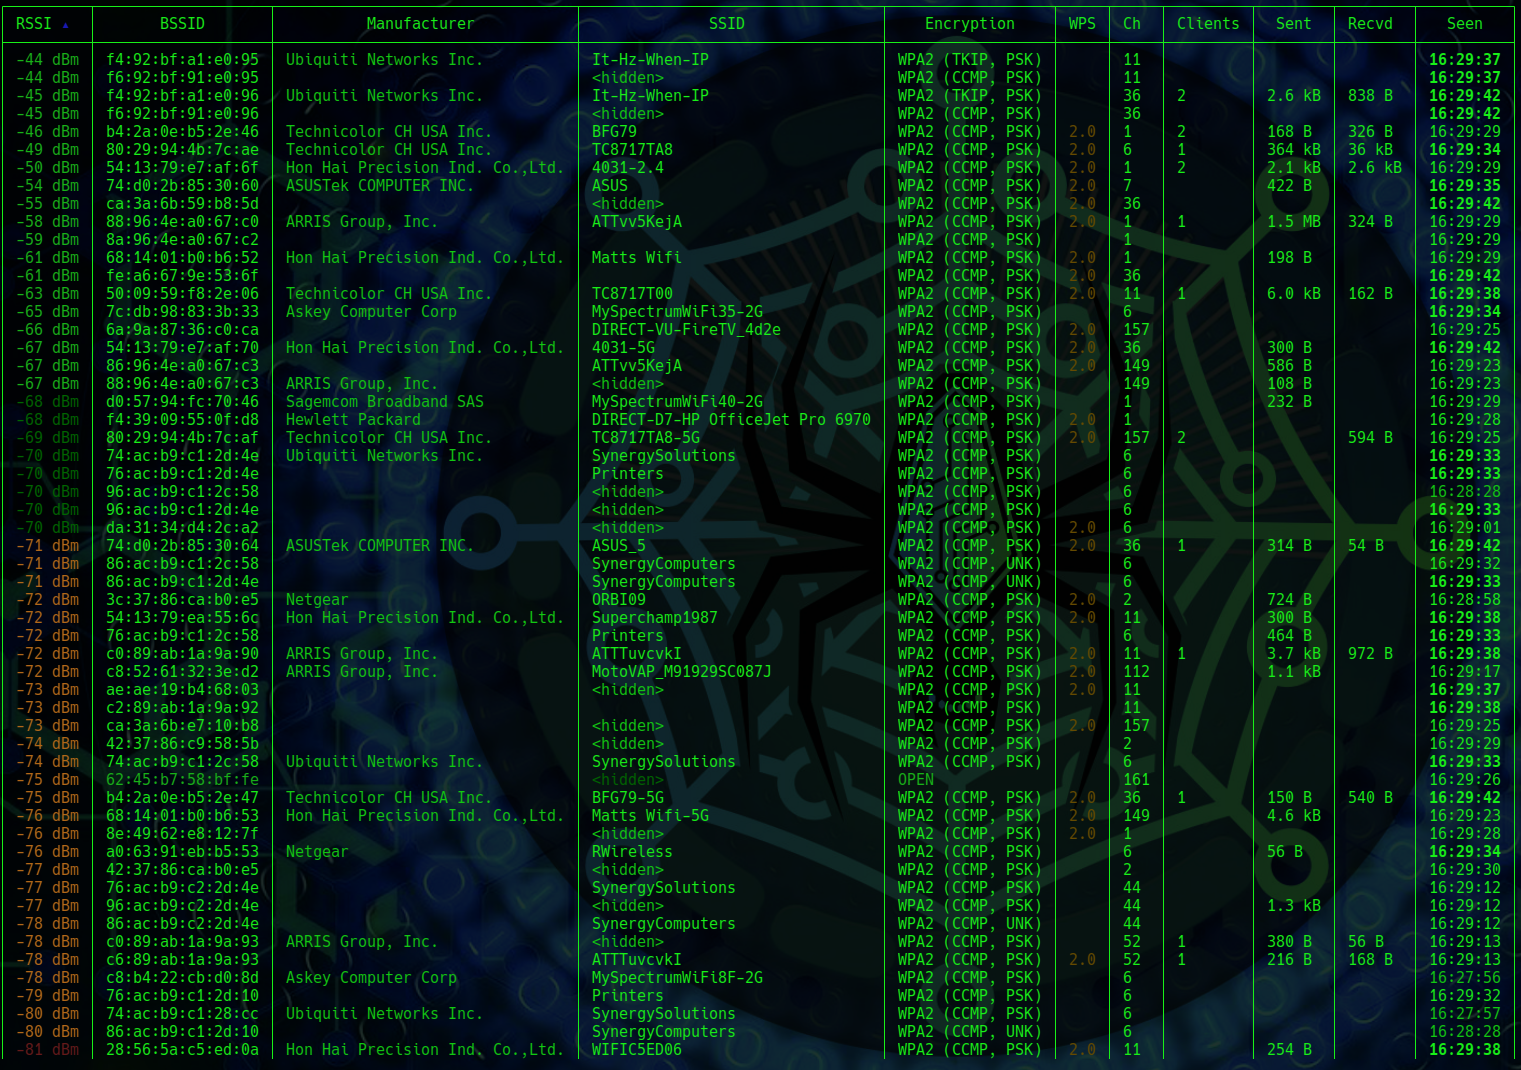 RSSI ▴ BSSID Manufacturer SSID Encryption WPS Ch Clients Sent Recvd Seen
-44 dBm f4:92:bf:a1:e0:95 Ubiquiti Networks Inc. It-Hz-When-IP WPA2 (TKIP, PSK) 11 16:29:37
-44 dBm f6:92:bf:91:e0:95 <hidden> WPA2 (CCMP, PSK) 11 16:29:37
-45 dBm f4:92:bf:a1:e0:96 Ubiquiti Networks Inc. It-Hz-When-IP WPA2 (TKIP, PSK) 36 2 2.6 kB 838 B 16:29:42
-45 dBm f6:92:bf:91:e0:96 <hidden> WPA2 (CCMP, PSK) 36 16:29:42
-46 dBm b4:2a:0e:b5:2e:46 Technicolor CH USA Inc. BFG79 WPA2 (CCMP, PSK) 2.0 1 2 168 B 326 B 16:29:29
-49 dBm 80:29:94:4b:7c:ae Technicolor CH USA Inc. TC8717TA8 WPA2 (CCMP, PSK) 2.0 6 1 364 kB 36 kB 16:29:34
-50 dBm 54:13:79:e7:af:6f Hon Hai Precision Ind. Co.,Ltd. 4031-2.4 WPA2 (CCMP, PSK) 2.0 1 2 2.1 kB 2.6 kB 16:29:29
-54 dBm 74:d0:2b:85:30:60 ASUSTek COMPUTER INC. ASUS WPA2 (CCMP, PSK) 2.0 7 422 B 16:29:35
-55 dBm ca:3a:6b:59:b8:5d <hidden> WPA2 (CCMP, PSK) 2.0 36 16:29:42
-58 dBm 88:96:4e:a0:67:c0 ARRIS Group, Inc. ATTvv5KejA WPA2 (CCMP, PSK) 2.0 1 1 1.5 MB 324 B 16:29:29
-59 dBm 8a:96:4e:a0:67:c2 WPA2 (CCMP, PSK) 1 16:29:29
-61 dBm 68:14:01:b0:b6:52 Hon Hai Precision Ind. Co.,Ltd. Matts Wifi WPA2 (CCMP, PSK) 2.0 1 198 B 16:29:29
-61 dBm fe:a6:67:9e:53:6f WPA2 (CCMP, PSK) 2.0 36 16:29:42
-63 dBm 50:09:59:f8:2e:06 Technicolor CH USA Inc. TC8717T00 WPA2 (CCMP, PSK) 2.0 11 1 6.0 kB 162 B 16:29:38
-65 dBm 7c:db:98:83:3b:33 Askey Computer Corp MySpectrumWiFi35-2G WPA2 (CCMP, PSK) 6 16:29:34
-66 dBm 6a:9a:87:36:c0:ca DIRECT-VU-FireTV_4d2e WPA2 (CCMP, PSK) 2.0 157 16:29:25
-67 dBm 54:13:79:e7:af:70 Hon Hai Precision Ind. Co.,Ltd. 4031-5G WPA2 (CCMP, PSK) 2.0 36 300 B 16:29:42
-67 dBm 86:96:4e:a0:67:c3 ATTvv5KejA WPA2 (CCMP, PSK) 2.0 149 586 B 16:29:23
-67 dBm 88:96:4e:a0:67:c3 ARRIS Group, Inc. <hidden> WPA2 (CCMP, PSK) 149 108 B 16:29:23
-68 dBm d0:57:94:fc:70:46 Sagemcom Broadband SAS MySpectrumWiFi40-2G WPA2 (CCMP, PSK) 1 232 B 16:29:29
-68 dBm f4:39:09:55:0f:d8 Hewlett Packard DIRECT-D7-HP OfficeJet Pro 6970 WPA2 (CCMP, PSK) 2.0 1 16:29:28
-69 dBm 80:29:94:4b:7c:af Technicolor CH USA Inc. TC8717TA8-5G WPA2 (CCMP, PSK) 2.0 157 2 594 B 16:29:25
-70 dBm 74:ac:b9:c1:2d:4e Ubiquiti Networks Inc. SynergySolutions WPA2 (CCMP, PSK) 6 16:29:33
-70 dBm 76:ac:b9:c1:2d:4e Printers WPA2 (CCMP, PSK) 6 16:29:33
-70 dBm 96:ac:b9:c1:2c:58 <hidden> WPA2 (CCMP, PSK) 6 16:28:28
-70 dBm 96:ac:b9:c1:2d:4e <hidden> WPA2 (CCMP, PSK) 6 16:29:33
-70 dBm da:31:34:d4:2c:a2 <hidden> WPA2 (CCMP, PSK) 2.0 6 16:29:01
-71 dBm 74:d0:2b:85:30:64 ASUSTek COMPUTER INC. ASUS_5 WPA2 (CCMP, PSK) 2.0 36 1 314 B 54 B 16:29:42
-71 dBm 86:ac:b9:c1:2c:58 SynergyComputers WPA2 (CCMP, UNK) 6 16:29:32
-71 dBm 86:ac:b9:c1:2d:4e SynergyComputers WPA2 (CCMP, UNK) 6 16:29:33
-72 dBm 3c:37:86:ca:b0:e5 Netgear ORBI09 WPA2 (CCMP, PSK) 2.0 2 724 B 16:28:58
-72 dBm 54:13:79:ea:55:6c Hon Hai Precision Ind. Co.,Ltd. Superchamp1987 WPA2 (CCMP, PSK) 2.0 11 300 B 16:29:38
-72 dBm 76:ac:b9:c1:2c:58 Printers WPA2 (CCMP, PSK) 6 464 B 16:29:33
-72 dBm c0:89:ab:1a:9a:90 ARRIS Group, Inc. ATTTuvcvkI WPA2 (CCMP, PSK) 2.0 11 1 3.7 kB 972 B 16:29:38
-72 dBm c8:52:61:32:3e:d2 ARRIS Group, Inc. MotoVAP_M91929SC087J WPA2 (CCMP, PSK) 2.0 112 1.1 kB 16:29:17
-73 dBm ae:ae:19:b4:68:03 <hidden> WPA2 (CCMP, PSK) 2.0 11 16:29:37
-73 dBm c2:89:ab:1a:9a:92 WPA2 (CCMP, PSK) 11 16:29:38
-73 dBm ca:3a:6b:e7:10:b8 <hidden> WPA2 (CCMP, PSK) 2.0 157 16:29:25
-74 dBm 42:37:86:c9:58:5b <hidden> WPA2 (CCMP, PSK) 2 16:29:29
-74 dBm 74:ac:b9:c1:2c:58 Ubiquiti Networks Inc. SynergySolutions WPA2 (CCMP, PSK) 6 16:29:33
-75 dBm 62:45:b7:58:bf:fe <hidden> OPEN 161 16:29:26
-75 dBm b4:2a:0e:b5:2e:47 Technicolor CH USA Inc. BFG79-5G WPA2 (CCMP, PSK) 2.0 36 1 150 B 540 B 16:29:42
-76 dBm 68:14:01:b0:b6:53 Hon Hai Precision Ind. Co.,Ltd. Matts Wifi-5G WPA2 (CCMP, PSK) 2.0 149 4.6 kB 16:29:23
-76 dBm 8e:49:62:e8:12:7f <hidden> WPA2 (CCMP, PSK) 2.0 1 16:29:28
-76 dBm a0:63:91:eb:b5:53 Netgear RWireless WPA2 (CCMP, PSK) 6 56 B 16:29:34
-77 dBm 42:37:86:ca:b0:e5 <hidden> WPA2 (CCMP, PSK) 2 16:29:30
-77 dBm 76:ac:b9:c2:2d:4e SynergySolutions WPA2 (CCMP, PSK) 44 16:29:12
-77 dBm 96:ac:b9:c2:2d:4e <hidden> WPA2 (CCMP, PSK) 44 1.3 kB 16:29:12
-78 dBm 86:ac:b9:c2:2d:4e SynergyComputers WPA2 (CCMP, UNK) 44 16:29:12
-78 dBm c0:89:ab:1a:9a:93 ARRIS Group, Inc. <hidden> WPA2 (CCMP, PSK) 52 1 380 B 56 B 16:29:13
-78 dBm c6:89:ab:1a:9a:93 ATTTuvcvkI WPA2 (CCMP, PSK) 2.0 52 1 216 B 168 B 16:29:13
-78 dBm c8:b4:22:cb:d0:8d Askey Computer Corp MySpectrumWiFi8F-2G WPA2 (CCMP, PSK) 6 16:27:56
-79 dBm 76:ac:b9:c1:2d:10 Printers WPA2 (CCMP, PSK) 6 16:29:32
-80 dBm 74:ac:b9:c1:28:cc Ubiquiti Networks Inc. SynergySolutions WPA2 (CCMP, PSK) 6 16:27:57
-80 dBm 86:ac:b9:c1:2d:10 SynergyComputers WPA2 (CCMP, UNK) 6 16:28:28
-81 dBm 28:56:5a:c5:ed:0a Hon Hai Precision Ind. Co.,Ltd. WIFIC5ED06 WPA2 (CCMP, PSK) 2.0 11 254 B 16:29:38